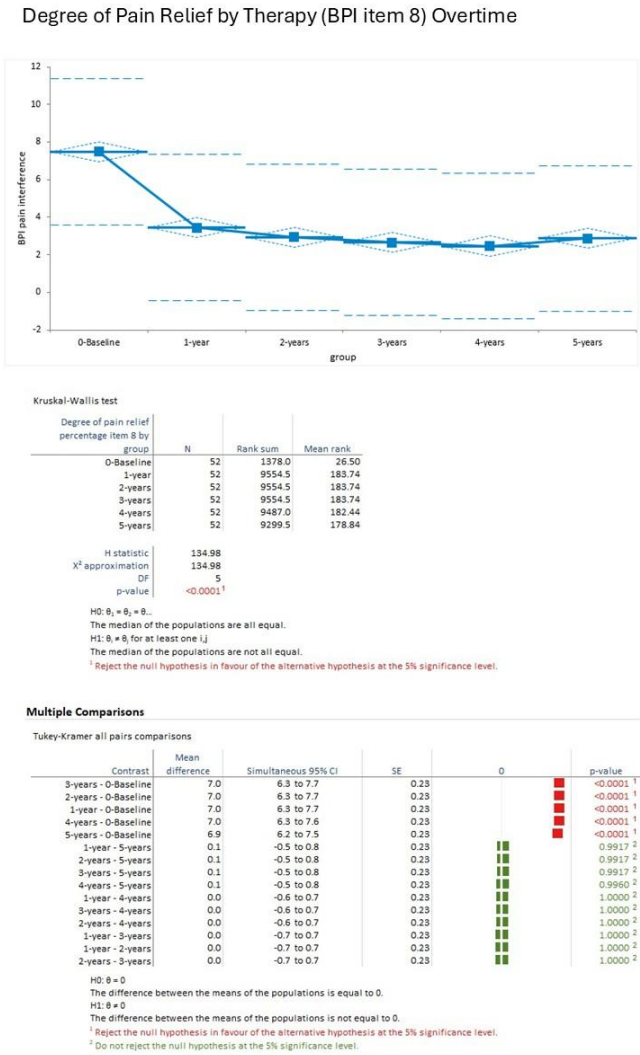 Degree of Pain Relief by Therapy (BPI item 8) Overtime
12
10
8
6
4
2
0
-2
BPI pain interference
0-Baseline 1-year 2-years 3-years 4-years 5-years
group
Kruskal-Wallis test
Degree of pain relief
percentage item 8 by
group N Rank sum Mean rank
0-Baseline 52 1378.0 26.50
1-year 52 9554.5 183.74
2-years 52 9554.5 183.74
3-years 52 9554.5 183.74
4-years 52 9487.0 182.44
5-years 52 9299.5 178.84
H statistic 134.98
X² approximation 134.98
DF 5
p-value <0.0001¹
H0: θ₁ = θ₂ = θ...
The median of the populations are all equal.
H1: θᵢ ≠ θⱼ for at least one i,j
The median of the populations are not all equal.
¹ Reject the null hypothesis in favour of the alternative hypothesis at the 5% significance level.
Multiple Comparisons
Tukey-Kramer all pairs comparisons
Mean
Contrast difference Simultaneous 95% CI SE 0 p-value
3-years - 0-Baseline 7.0 6.3 to 7.7 0.23 <0.0001 ¹
2-years - 0-Baseline 7.0 6.3 to 7.7 0.23 <0.0001 ¹
1-year - 0-Baseline 7.0 6.3 to 7.7 0.23 <0.0001 ¹
4-years - 0-Baseline 7.0 6.3 to 7.6 0.23 <0.0001 ¹
5-years - 0-Baseline 6.9 6.2 to 7.5 0.23 <0.0001 ¹
1-year - 5-years 0.1 -0.5 to 0.8 0.23 0.9917 ²
2-years - 5-years 0.1 -0.5 to 0.8 0.23 0.9917 ²
3-years - 5-years 0.1 -0.5 to 0.8 0.23 0.9917 ²
4-years - 5-years 0.1 -0.5 to 0.8 0.23 0.9960 ²
1-year - 4-years 0.0 -0.6 to 0.7 0.23 1.0000 ²
3-years - 4-years 0.0 -0.6 to 0.7 0.23 1.0000 ²
2-years - 4-years 0.0 -0.6 to 0.7 0.23 1.0000 ²
1-year - 3-years 0.0 -0.7 to 0.7 0.23 1.0000 ²
1-year - 2-years 0.0 -0.7 to 0.7 0.23 1.0000 ²
2-years - 3-years 0.0 -0.7 to 0.7 0.23 1.0000 ²
H0: θ = 0
The difference between the means of the populations is equal to 0.
H1: θ ≠ 0
The difference between the means of the populations is not equal to 0.
¹ Reject the null hypothesis in favour of the alternative hypothesis at the 5% significance level.
² Do not reject the null hypothesis at the 5% significance level.